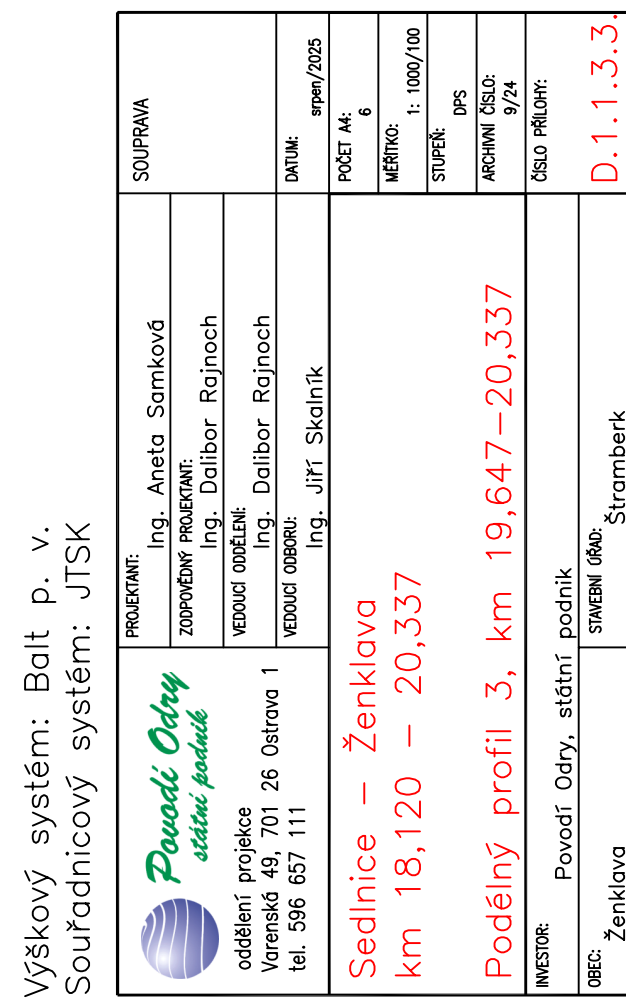 Výškový systém: Balt p. v.
Souřadnicový systém: JTSK
Povodí Odry
státní podnik
oddělení projekce
Varenská 49, 701 26 Ostrava 1
tel. 596 657 111
PROJEKTANT:
Ing. Aneta Samková
ZODPOVĚDNÝ PROJEKTANT:
Ing. Dalibor Rajnoch
VEDOUCÍ ODDĚLENÍ:
Ing. Dalibor Rajnoch
VEDOUCÍ ODBORU:
Ing. Jiří Skalník
SOUPRAVA
DATUM:
srpen/2025
Sedlnice – Ženklava
km 18,120 – 20,337
Podélný profil 3, km 19,647–20,337
POČET A4:
6
MĚŘÍTKO:
1: 1000/100
STUPEŇ:
DPS
ARCHIVNÍ ČÍSLO:
9/24
INVESTOR:
Povodí Odry, státní podnik
OBEC:
Ženklava
STAVEBNÍ ÚŘAD:
Štramberk
ČÍSLO PŘÍLOHY:
D.1.1.3.3.